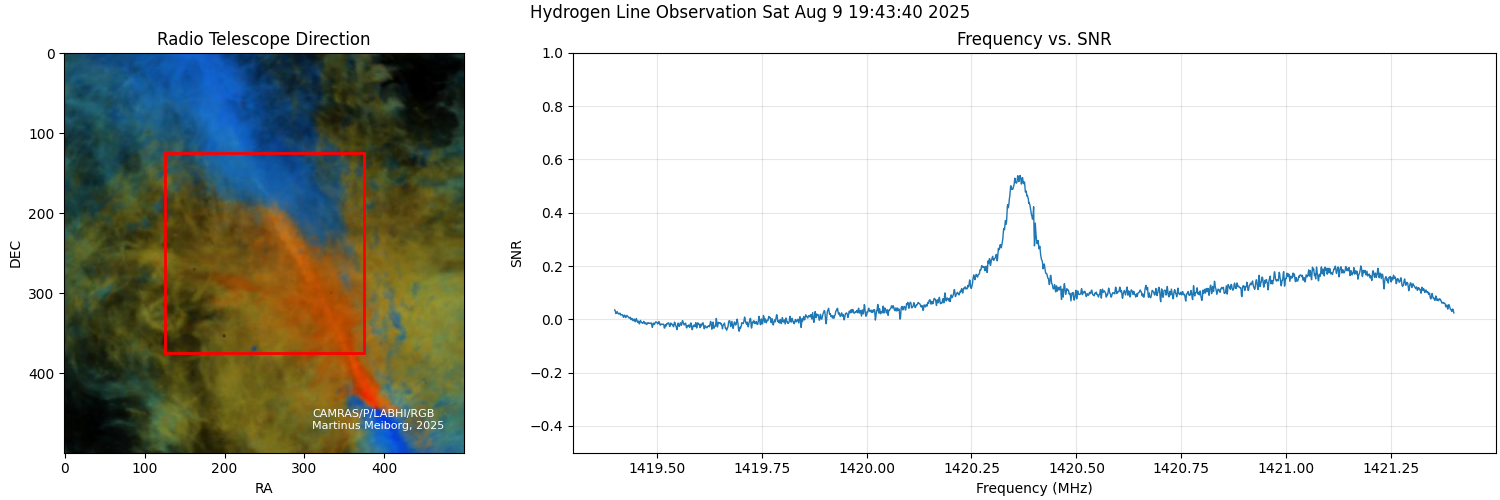 Hydrogen Line Observation Sat Aug 9 19:43:40 2025
Radio Telescope Direction
0
100
200
300
400
DEC
CAMRAS/P/LABHI/RGB
Martinus Meiborg, 2025
0 100 200 300 400
RA
Frequency vs. SNR
1.0
0.8
0.6
0.4
0.2
0.0
−0.2
−0.4
SNR
1419.50 1419.75 1420.00 1420.25 1420.50 1420.75 1421.00 1421.25
Frequency (MHz)